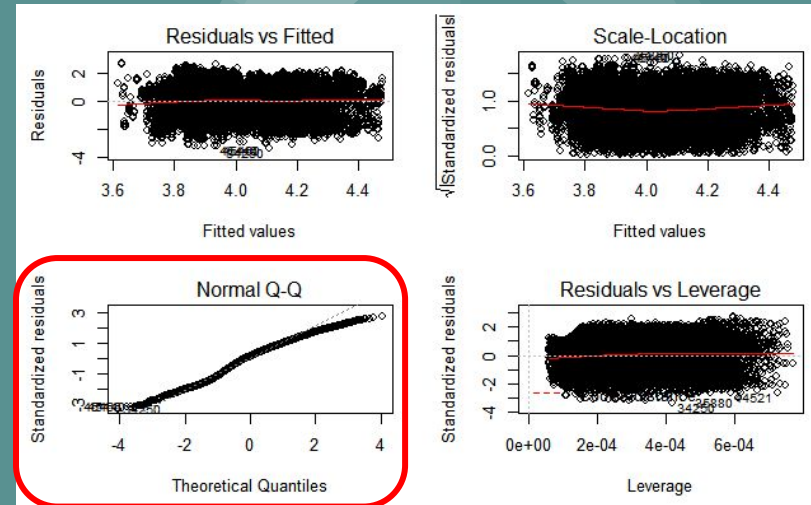 Residuals vs Fitted
Residuals
2
0
-4
3.6 3.8 4.0 4.2 4.4
Fitted values
Scale-Location
√|Standardized residuals|
1.0
0.0
3.6 3.8 4.0 4.2 4.4
Fitted values
Normal Q-Q
Standardized residuals
3
1
-1
-3
-4 -2 0 2 4
Theoretical Quantiles
Residuals vs Leverage
Standardized residuals
2
0
-2
-4
34250
0e+00 2e-04 4e-04 6e-04
Leverage